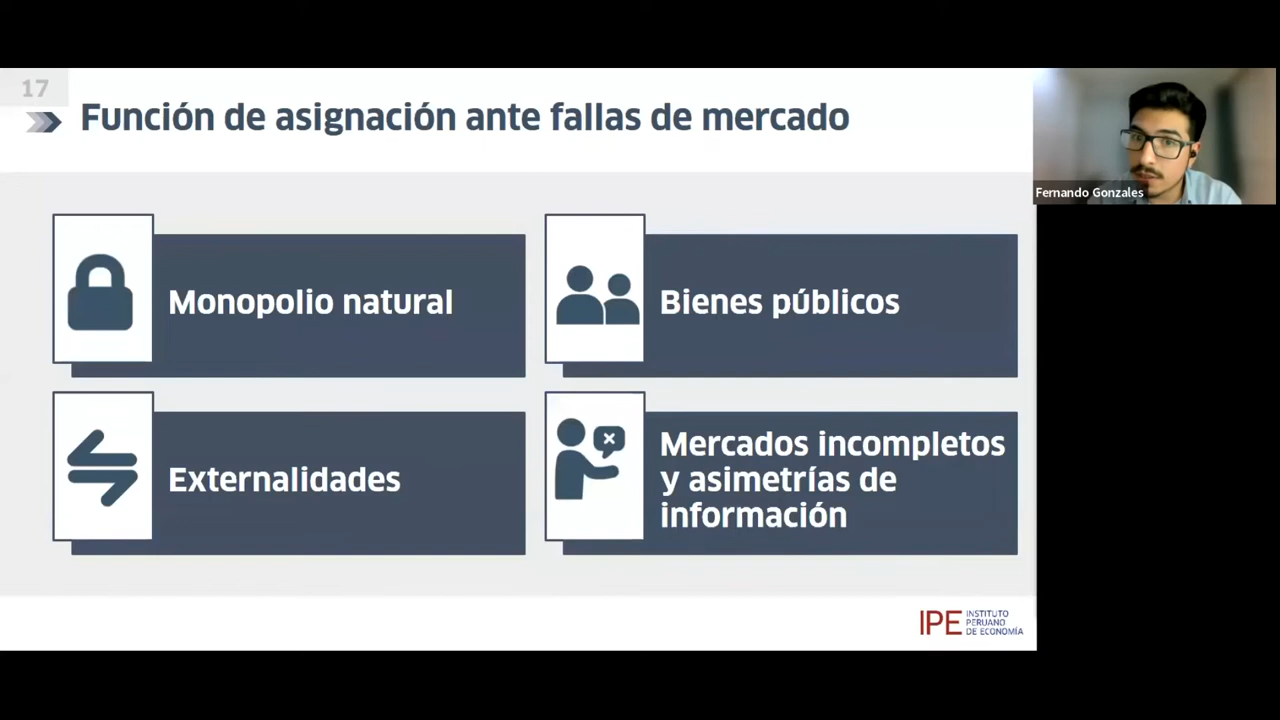 17
Función de asignación ante fallas de mercado
Monopolio natural
Bienes públicos
Externalidades
Mercados incompletos
y asimetrías de
información
Fernando Gonzales
IPE
INSTITUTO
PERUANO
DE ECONOMÍA